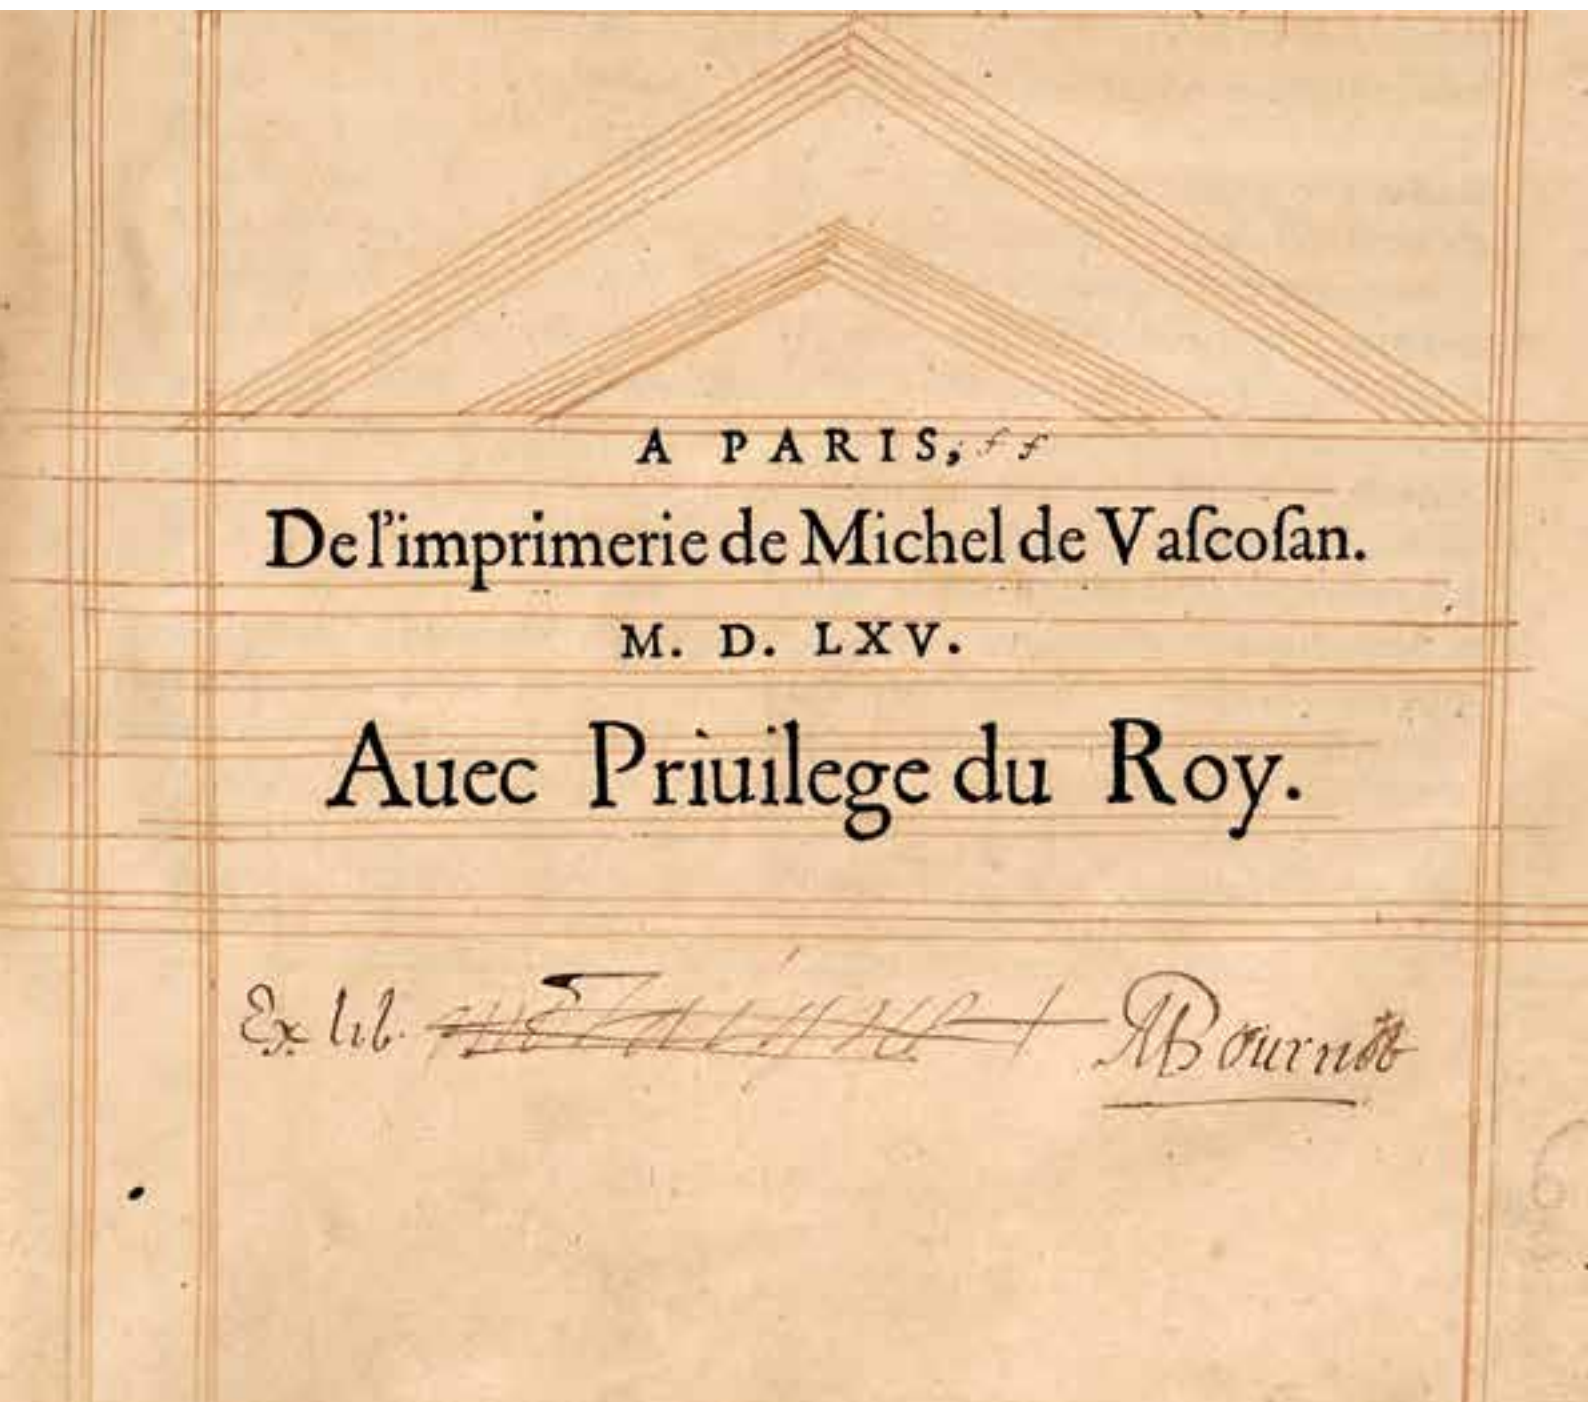 A PARIS,
De l'imprimerie de Michel de Vaſcoſan.
M. D. LXV.
Auec Priuilege du Roy.
Ex lib.